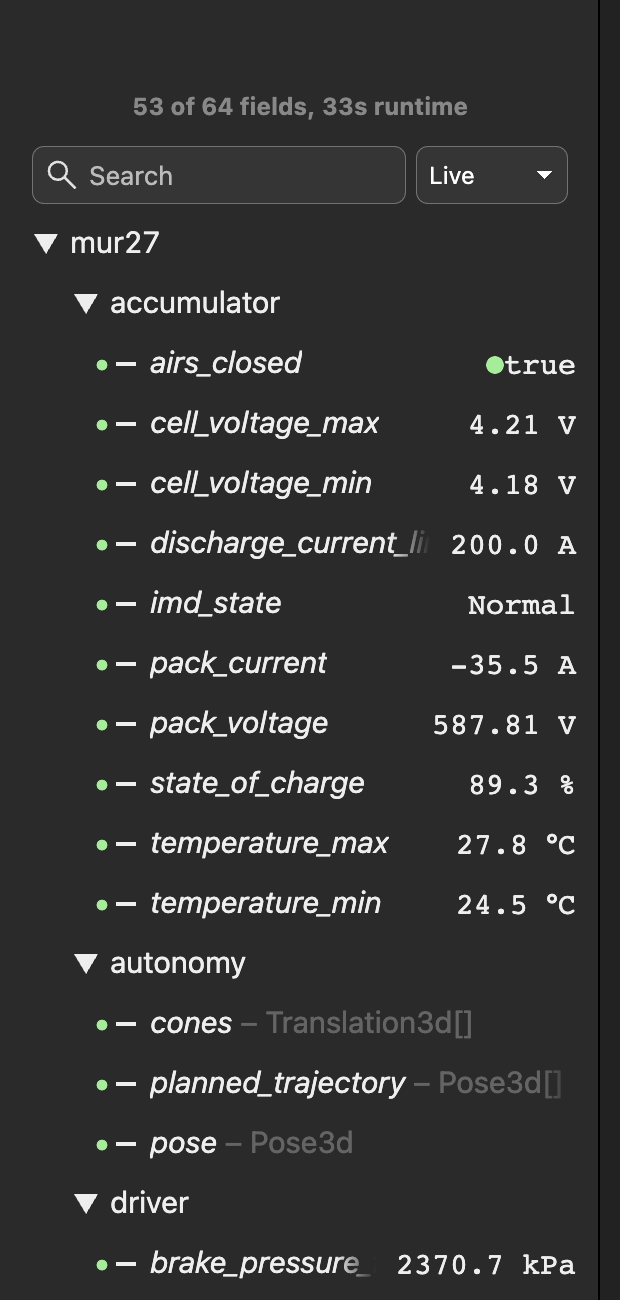 53 of 64 fields, 33s runtime
Search Live
mur27
accumulator
airs_closed true
cell_voltage_max 4.21 V
cell_voltage_min 4.18 V
discharge_current_li 200.0 A
imd_state Normal
pack_current −35.5 A
pack_voltage 587.81 V
state_of_charge 89.3 %
temperature_max 27.8 °C
temperature_min 24.5 °C
autonomy
cones – Translation3d[]
planned_trajectory – Pose3d[]
pose – Pose3d
driver
brake_pressure_ 2370.7 kPa